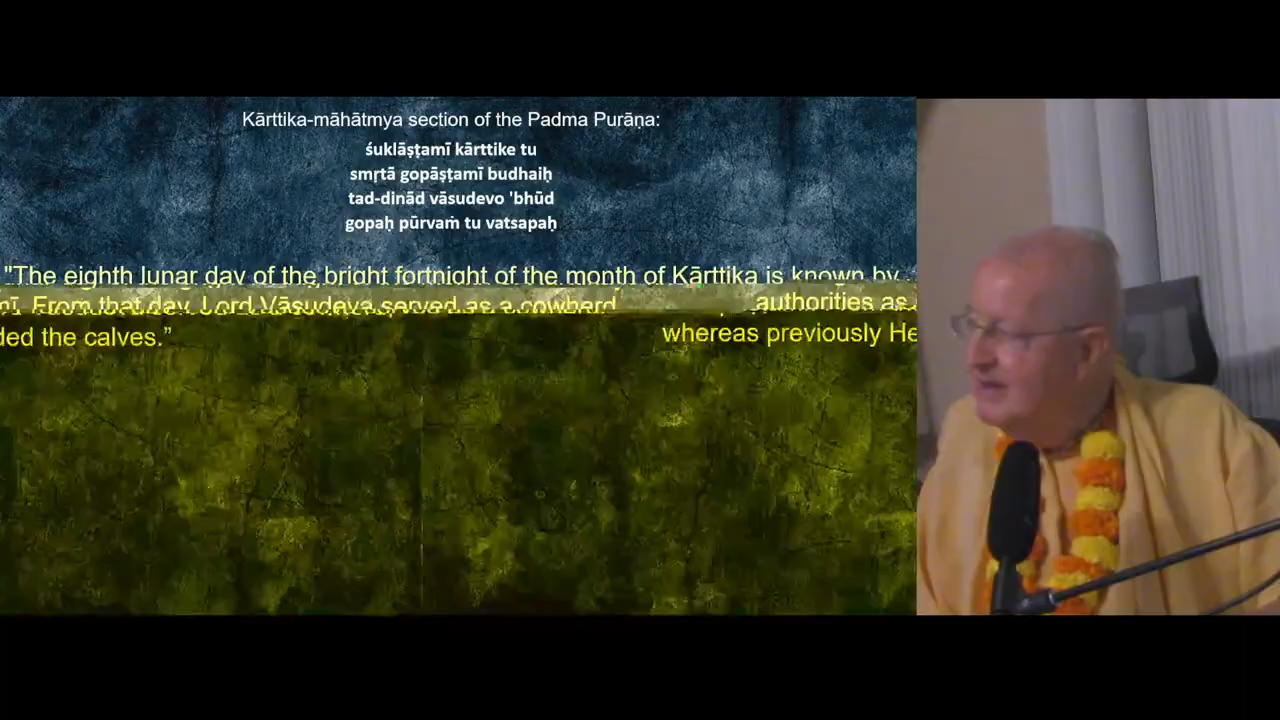 Kārttika-māhātmya section of the Padma Purāṇa:
śuklāṣṭamī kārttike tu
smṛtā gopāṣṭamī budhaiḥ
tad-dinād vāsudevo 'bhūd
gopaḥ pūrvaṁ tu vatsapaḥ
"The eighth lunar day of the bright fortnight of the month of Kārttika is known by
mī. From that day, Lord Vāsudeva served as a cowherd authorities as
ded the calves.” whereas previously He